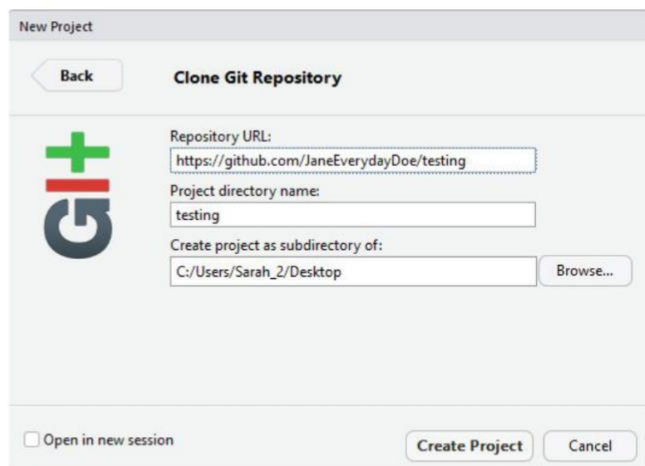 New Project
Back
Clone Git Repository
GIt
Repository URL:
https://github.com/JaneEverydayDoe/testing
Project directory name:
testing
Create project as subdirectory of:
C:/Users/Sarah_2/Desktop
Browse...
Open in new session
Create Project
Cancel